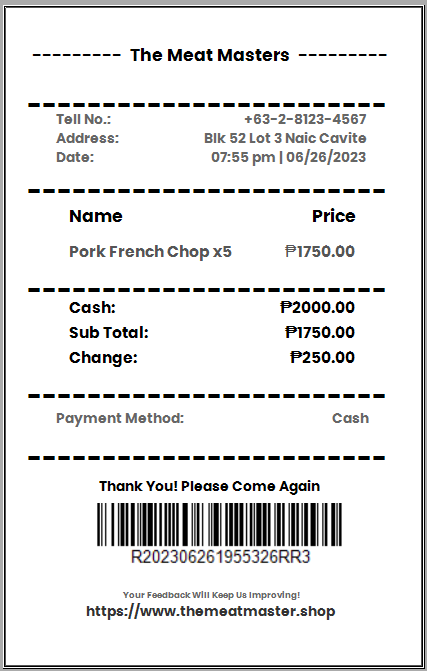 --------- The Meat Masters ---------
Tell No.: +63-2-8123-4567
Address: Blk 52 Lot 3 Naic Cavite
Date: 07:55 pm | 06/26/2023
Name Price
Pork French Chop x5 ₱1750.00
Cash: ₱2000.00
Sub Total: ₱1750.00
Change: ₱250.00
Payment Method: Cash
Thank You! Please Come Again
R202306261955326RR3
Your Feedback Will Keep Us Improving!
https://www.themeatmaster.shop